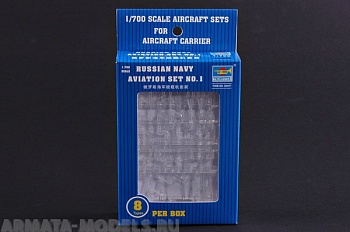 1/700 SCALE AIRCRAFT SETS
FOR
AIRCRAFT CARRIER
RUSSIAN NAVY
AVIATION SET NO.1
8
PER BOX
ARMATA-MODELS.RU